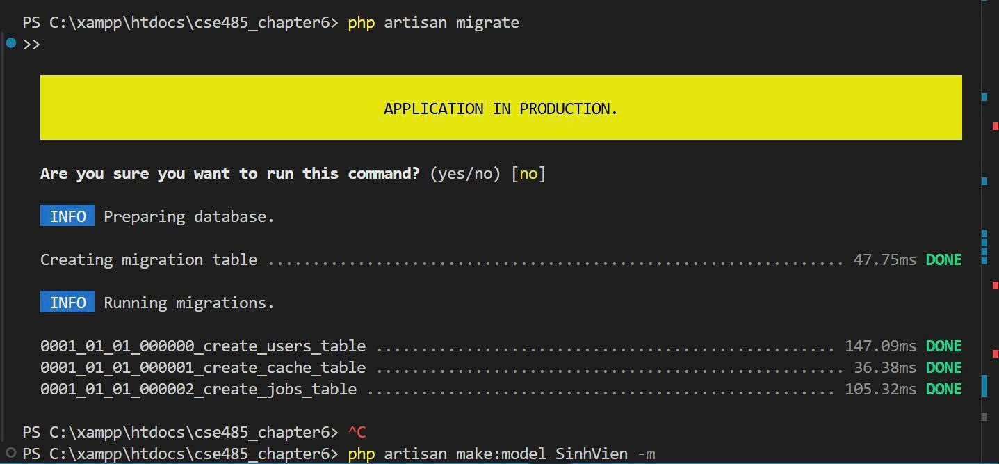 PS C:\xampp\htdocs\cse485_chapter6> php artisan migrate
>>
APPLICATION IN PRODUCTION.
Are you sure you want to run this command? (yes/no) [no]
INFO Preparing database.
Creating migration table ................................................................ 47.75ms DONE
INFO Running migrations.
0001_01_01_000000_create_users_table ................................................... 147.09ms DONE
0001_01_01_000001_create_cache_table .................................................... 36.38ms DONE
0001_01_01_000002_create_jobs_table .................................................... 105.32ms DONE
PS C:\xampp\htdocs\cse485_chapter6> ^C
PS C:\xampp\htdocs\cse485_chapter6> php artisan make:model SinhVien -m